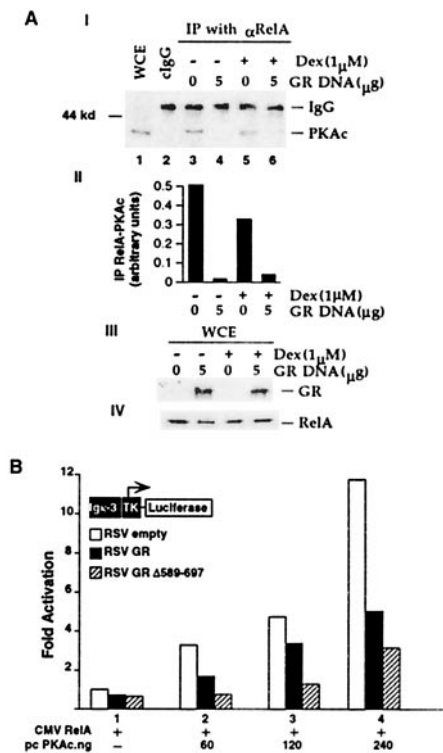 A
I
IP with αRelA
WCE
cIgG
- - + + Dex(1μM)
0 5 0 5 GR DNA(μg)
44 kd
IgG
PKAc
1 2 3 4 5 6
II
IP RelA-PKAc
(arbitrary units)
0.5
0.4
0.3
0.2
0.1
0
- - + + Dex(1μM)
0 5 0 5 GR DNA(μg)
III
WCE
- - + + Dex(1μM)
0 5 0 5 GR DNA(μg)
GR
IV
RelA
B
Fold Activation
12
10
8
6
4
2
Igκ-3 TK Luciferase
RSV empty
RSV GR
RSV GR Δ589-697
1 2 3 4
CMV RelA + + + +
pc PKAc.ng - 60 120 240